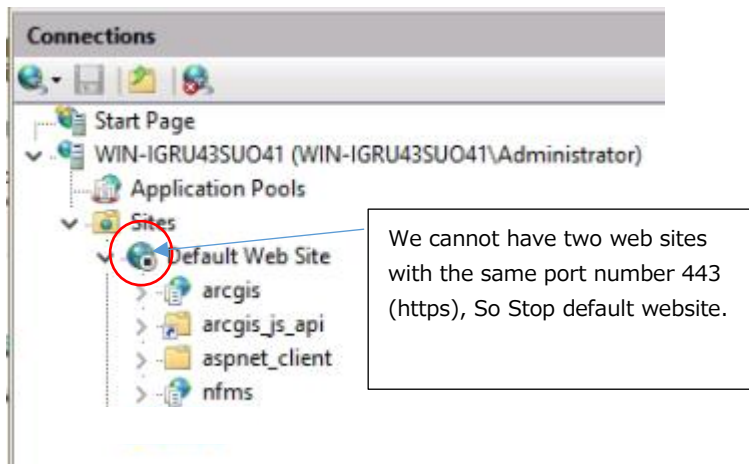 Connections
Start Page
WIN-IGRU43SUO41 (WIN-IGRU43SUO41\Administrator)
Application Pools
Sites
Default Web Site
arcgis
arcgis_js_api
aspnet_client
nfms
We cannot have two web sites
with the same port number 443
(https), So Stop default website.